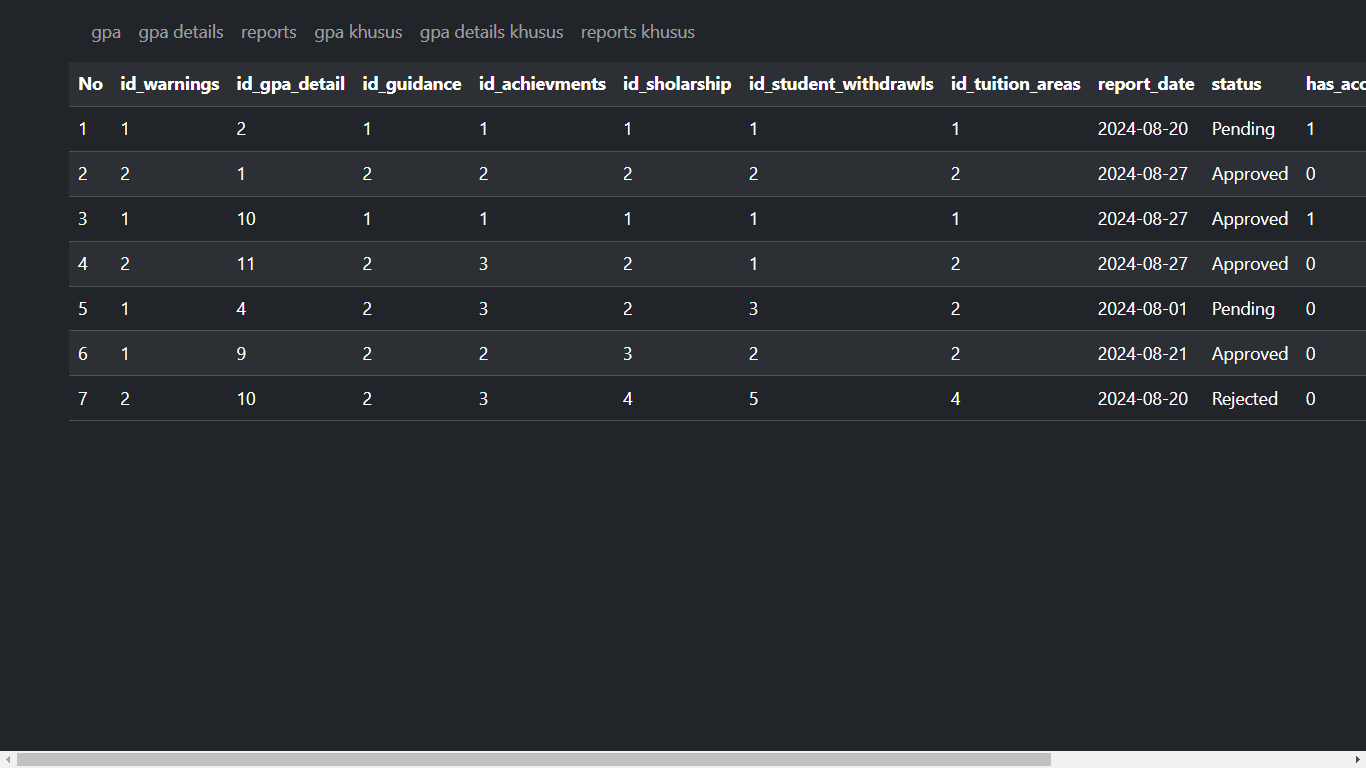 gpa gpa details reports gpa khusus gpa details khusus reports khusus
No id_warnings id_gpa_detail id_guidance id_achievments id_sholarship id_student_withdrawls id_tuition_areas report_date status has_acc
1 1 2 1 1 1 1 1 2024-08-20 Pending 1
2 2 1 2 2 2 2 2 2024-08-27 Approved 0
3 1 10 1 1 1 1 1 2024-08-27 Approved 1
4 2 11 2 3 2 1 2 2024-08-27 Approved 0
5 1 4 2 3 2 3 2 2024-08-01 Pending 0
6 1 9 2 2 3 2 2 2024-08-21 Approved 0
7 2 10 2 3 4 5 4 2024-08-20 Rejected 0